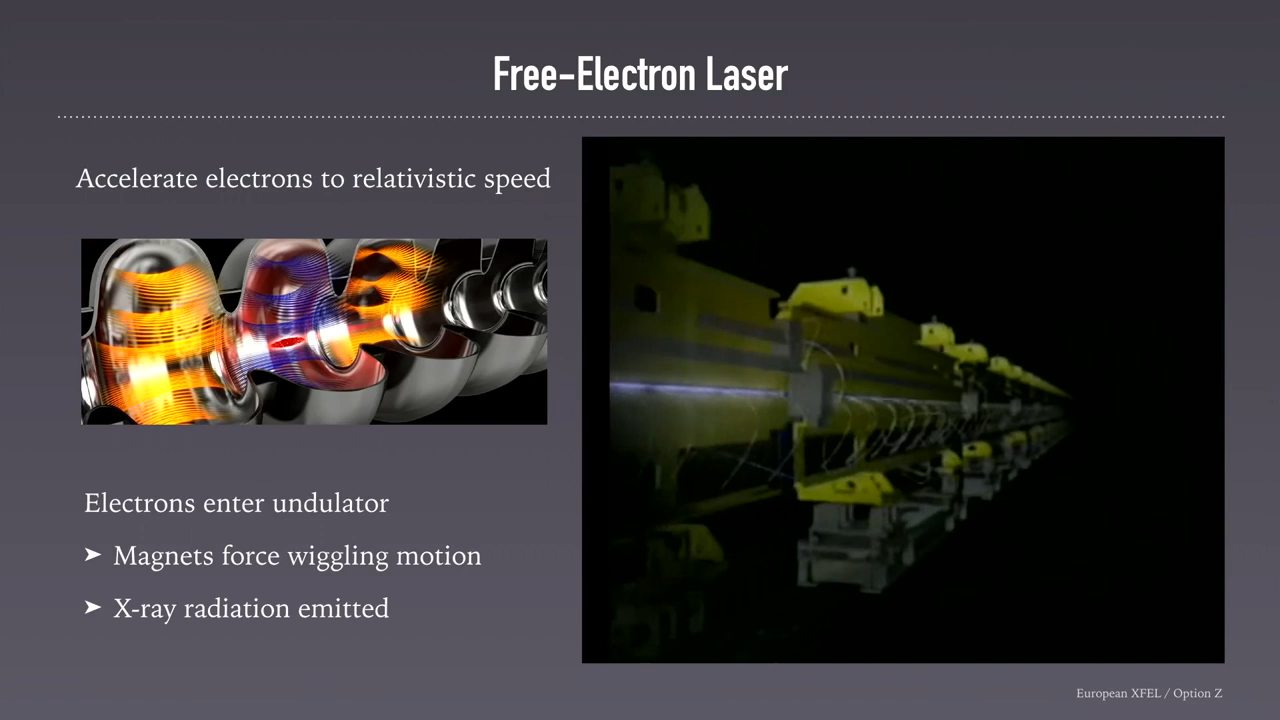 Free-Electron Laser
Accelerate electrons to relativistic speed
Electrons enter undulator
➤ Magnets force wiggling motion
➤ X-ray radiation emitted
European XFEL / Option Z